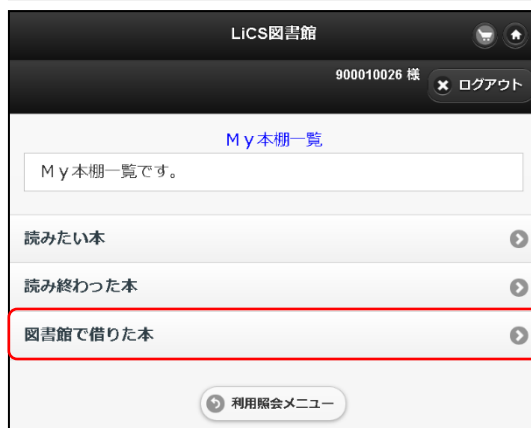 LiCS図書館
900010026 様
ログアウト
Ｍｙ本棚一覧
Ｍｙ本棚一覧です。
読みたい本
読み終わった本
図書館で借りた本
利用照会メニュー